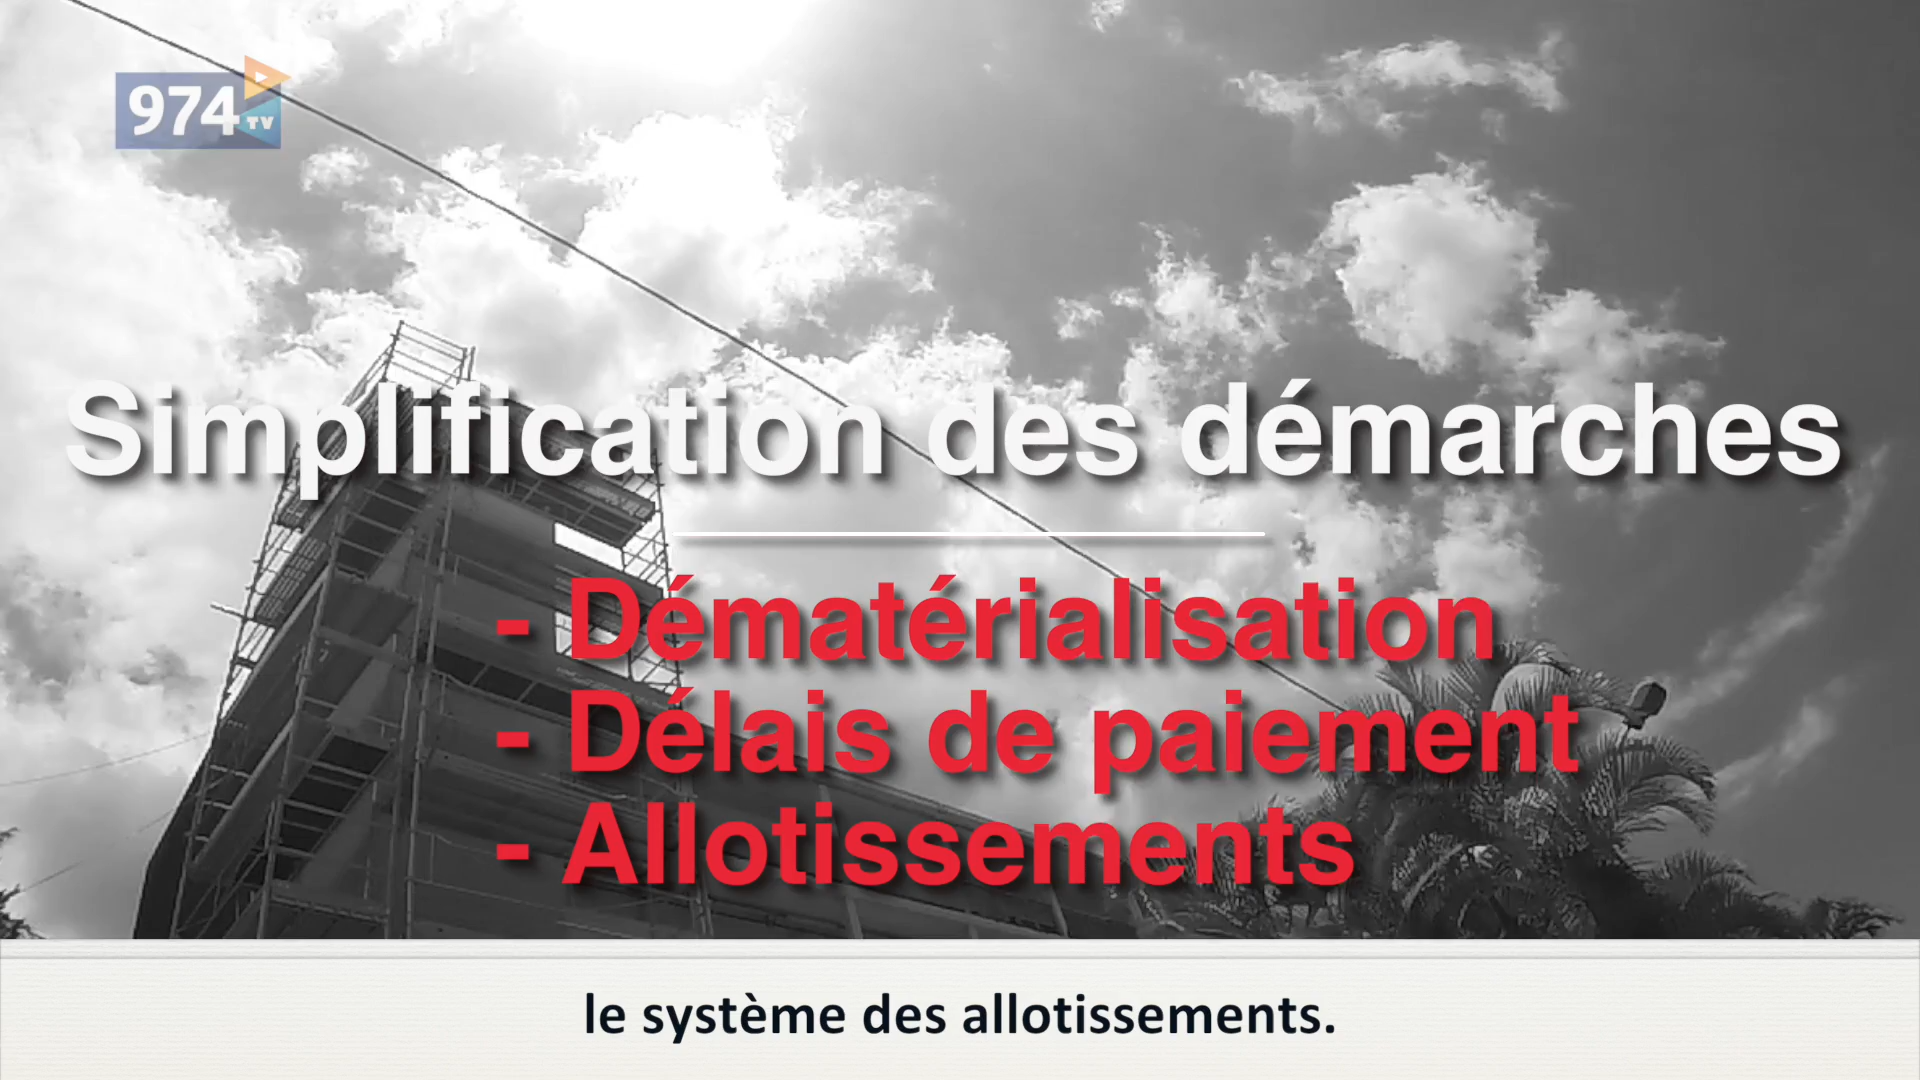 974 TV
Simplification des démarches
- Dématérialisation
- Délais de paiement
- Allotissements
le système des allotissements.